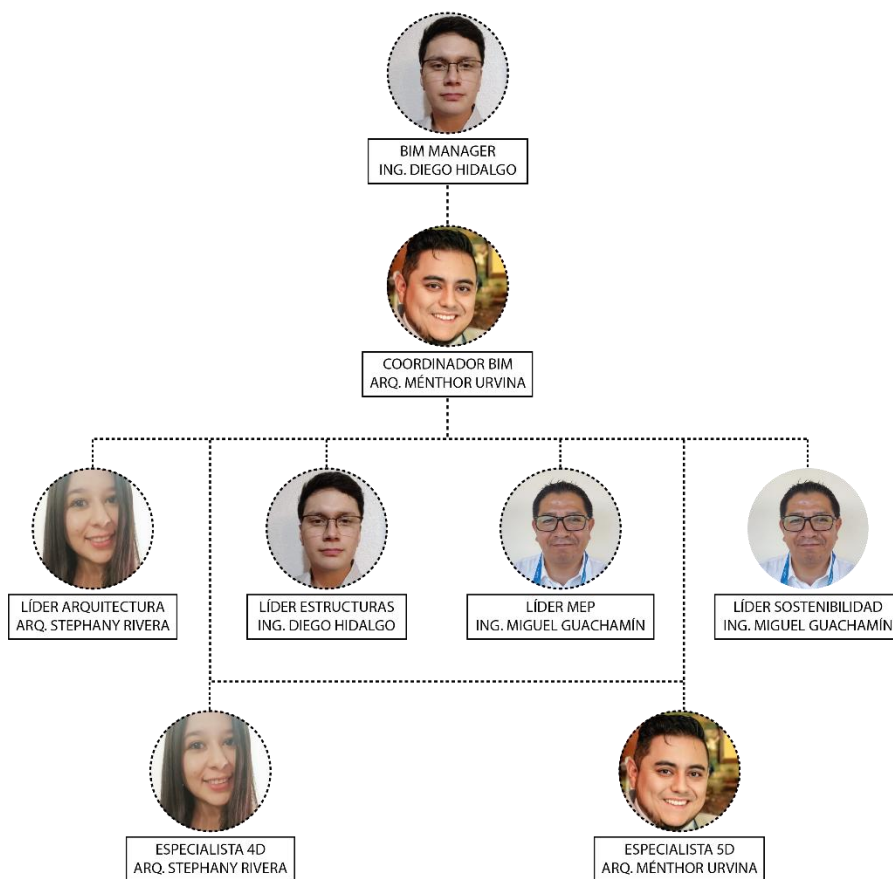 BIM MANAGER
ING. DIEGO HIDALGO
COORDINADOR BIM
ARQ. MÉNTHOR URVINA
LÍDER ARQUITECTURA
ARQ. STEPHANY RIVERA
LÍDER ESTRUCTURAS
ING. DIEGO HIDALGO
LÍDER MEP
ING. MIGUEL GUACHAMÍN
LÍDER SOSTENIBILIDAD
ING. MIGUEL GUACHAMÍN
ESPECIALISTA 4D
ARQ. STEPHANY RIVERA
ESPECIALISTA 5D
ARQ. MÉNTHOR URVINA